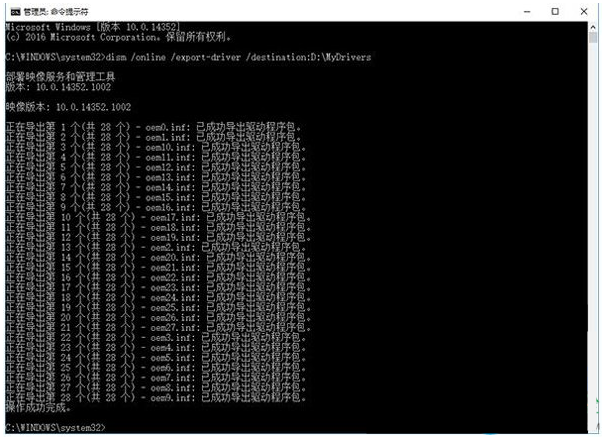 管理员: 命令提示符
Microsoft Windows [版本 10.0.14352]
(c) 2016 Microsoft Corporation。保留所有权利。
C:\WINDOWS\system32>dism /online /export-driver /destination:D:\MyDrivers
部署映像服务和管理工具
版本: 10.0.14352.1002
映像版本: 10.0.14352.1002
正在导出第 1 个(共 28 个) - oem0.inf: 已成功导出驱动程序包。
正在导出第 2 个(共 28 个) - oem1.inf: 已成功导出驱动程序包。
正在导出第 3 个(共 28 个) - oem10.inf: 已成功导出驱动程序包。
正在导出第 4 个(共 28 个) - oem11.inf: 已成功导出驱动程序包。
正在导出第 5 个(共 28 个) - oem12.inf: 已成功导出驱动程序包。
正在导出第 6 个(共 28 个) - oem13.inf: 已成功导出驱动程序包。
正在导出第 7 个(共 28 个) - oem14.inf: 已成功导出驱动程序包。
正在导出第 8 个(共 28 个) - oem15.inf: 已成功导出驱动程序包。
正在导出第 9 个(共 28 个) - oem16.inf: 已成功导出驱动程序包。
正在导出第 10 个(共 28 个) - oem17.inf: 已成功导出驱动程序包。
正在导出第 11 个(共 28 个) - oem18.inf: 已成功导出驱动程序包。
正在导出第 12 个(共 28 个) - oem19.inf: 已成功导出驱动程序包。
正在导出第 13 个(共 28 个) - oem2.inf: 已成功导出驱动程序包。
正在导出第 14 个(共 28 个) - oem20.inf: 已成功导出驱动程序包。
正在导出第 15 个(共 28 个) - oem21.inf: 已成功导出驱动程序包。
正在导出第 16 个(共 28 个) - oem22.inf: 已成功导出驱动程序包。
正在导出第 17 个(共 28 个) - oem23.inf: 已成功导出驱动程序包。
正在导出第 18 个(共 28 个) - oem24.inf: 已成功导出驱动程序包。
正在导出第 19 个(共 28 个) - oem25.inf: 已成功导出驱动程序包。
正在导出第 20 个(共 28 个) - oem26.inf: 已成功导出驱动程序包。
正在导出第 21 个(共 28 个) - oem27.inf: 已成功导出驱动程序包。
正在导出第 22 个(共 28 个) - oem3.inf: 已成功导出驱动程序包。
正在导出第 23 个(共 28 个) - oem4.inf: 已成功导出驱动程序包。
正在导出第 24 个(共 28 个) - oem5.inf: 已成功导出驱动程序包。
正在导出第 25 个(共 28 个) - oem6.inf: 已成功导出驱动程序包。
正在导出第 26 个(共 28 个) - oem7.inf: 已成功导出驱动程序包。
正在导出第 27 个(共 28 个) - oem8.inf: 已成功导出驱动程序包。
正在导出第 28 个(共 28 个) - oem9.inf: 已成功导出驱动程序包。
操作成功完成。
C:\WINDOWS\system32>